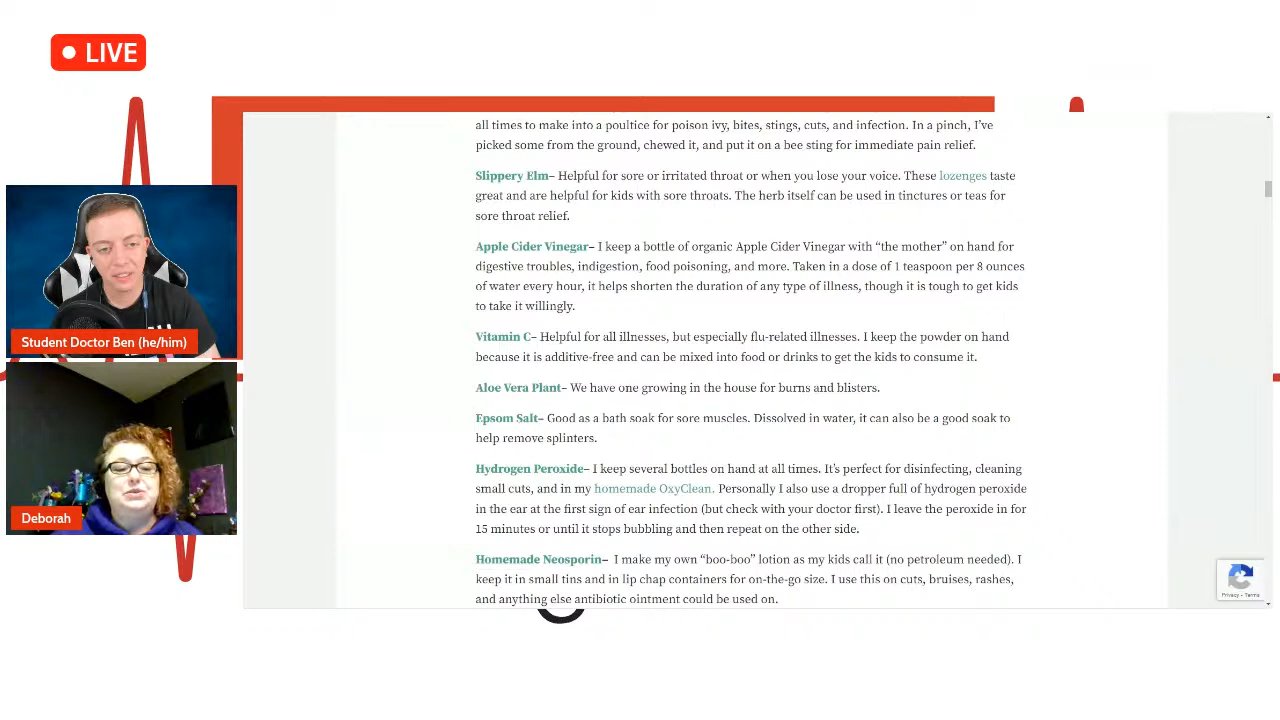 LIVE
all times to make into a poultice for poison ivy, bites, stings, cuts, and infection. In a pinch, I’ve
picked some from the ground, chewed it, and put it on a bee sting for immediate pain relief.
Slippery Elm– Helpful for sore or irritated throat or when you lose your voice. These lozenges taste
great and are helpful for kids with sore throats. The herb itself can be used in tinctures or teas for
sore throat relief.
Apple Cider Vinegar– I keep a bottle of organic Apple Cider Vinegar with “the mother” on hand for
digestive troubles, indigestion, food poisoning, and more. Taken in a dose of 1 teaspoon per 8 ounces
of water every hour, it helps shorten the duration of any type of illness, though it is tough to get kids
to take it willingly.
Vitamin C– Helpful for all illnesses, but especially flu-related illnesses. I keep the powder on hand
because it is additive-free and can be mixed into food or drinks to get the kids to consume it.
Aloe Vera Plant– We have one growing in the house for burns and blisters.
Epsom Salt– Good as a bath soak for sore muscles. Dissolved in water, it can also be a good soak to
help remove splinters.
Hydrogen Peroxide– I keep several bottles on hand at all times. It’s perfect for disinfecting, cleaning
small cuts, and in my homemade OxyClean. Personally I also use a dropper full of hydrogen peroxide
in the ear at the first sign of ear infection (but check with your doctor first). I leave the peroxide in for
15 minutes or until it stops bubbling and then repeat on the other side.
Homemade Neosporin– I make my own “boo-boo” lotion as my kids call it (no petroleum needed). I
keep it in small tins and in lip chap containers for on-the-go size. I use this on cuts, bruises, rashes,
and anything else antibiotic ointment could be used on.
Student Doctor Ben (he/him)
Deborah
Privacy - Terms